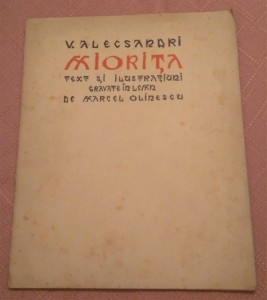 V. ALECSANDRI
MIORIȚA
TEXT ȘI ILUSTRAȚIUNI
GRAVATE ÎN LEMN
DE MARCEL OLINESCU